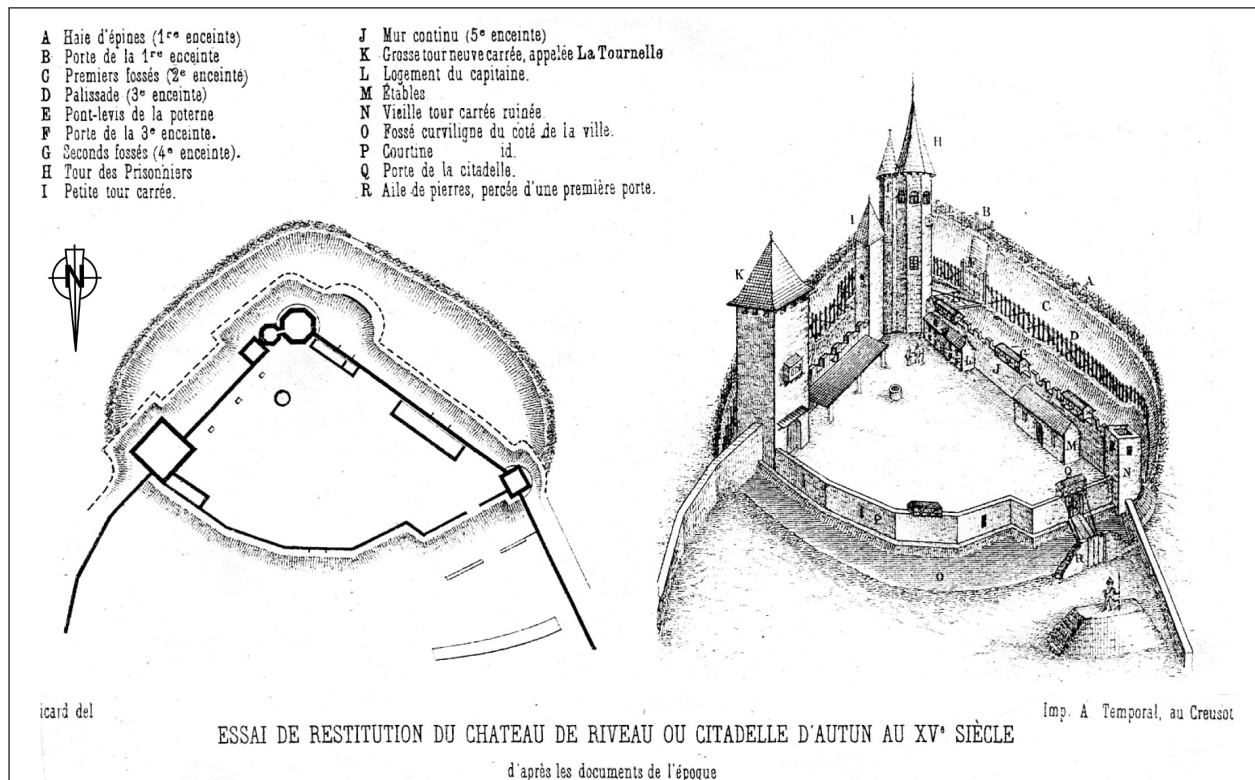 A Haie d'épines (1re enceinte)
B Porte de la 1re enceinte
C Premiers fossés (2e enceinte)
D Palissade (3e enceinte)
E Pont-levis de la poterne
F Porte de la 3e enceinte.
G Seconds fossés (4e enceinte).
H Tour des Prisonniers
I Petite tour carrée.
J Mur continu (5e enceinte)
K Grosse tour neuve carrée, appelée La Tournelle
L Logement du capitaine.
M Étables
N Vieille tour carrée ruinée.
O Fossé curviligne du coté de la ville.
P Courtine id.
Q Porte de la citadelle.
R Aile de pierres, percée d'une première porte.
N
H
B
I
K
A
C
D
L
J
M
N
Q
P
R
O
icard del
Imp. A Temporal, au Creusot
ESSAI DE RESTITUTION DU CHATEAU DE RIVEAU OU CITADELLE D'AUTUN AU XVe SIÈCLE
d'après les documents de l'époque